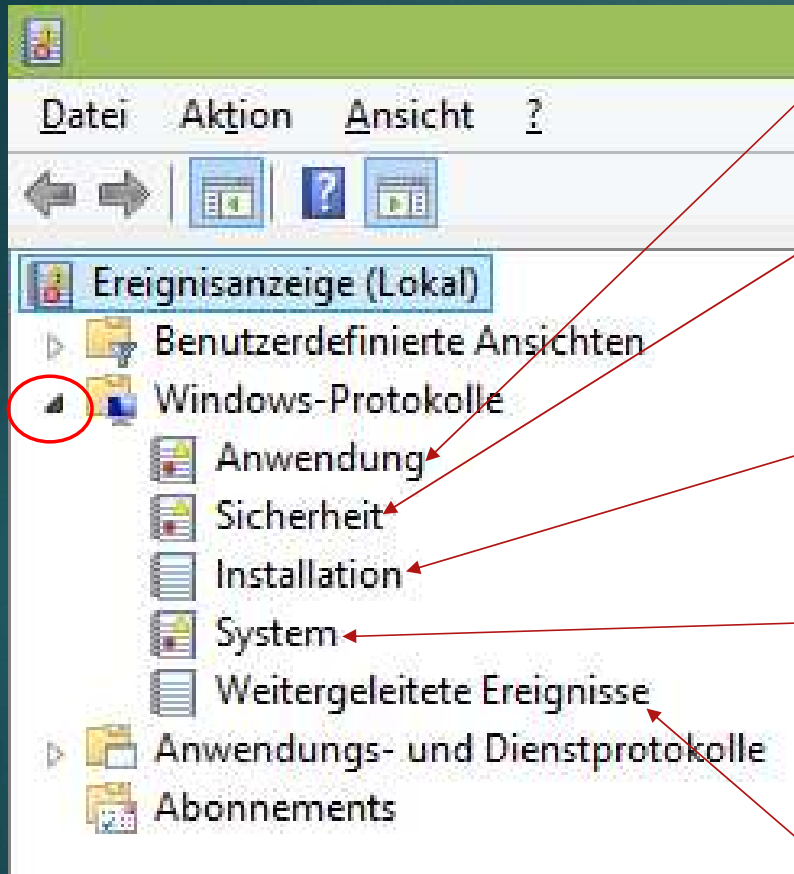 Datei Aktion Ansicht ?
?
Ereignisanzeige (Lokal)
Benutzerdefinierte Ansichten
Windows-Protokolle
Anwendung
Sicherheit
Installation
System
Weitergeleitete Ereignisse
Anwendungs- und Dienstprotokolle
Abonnements